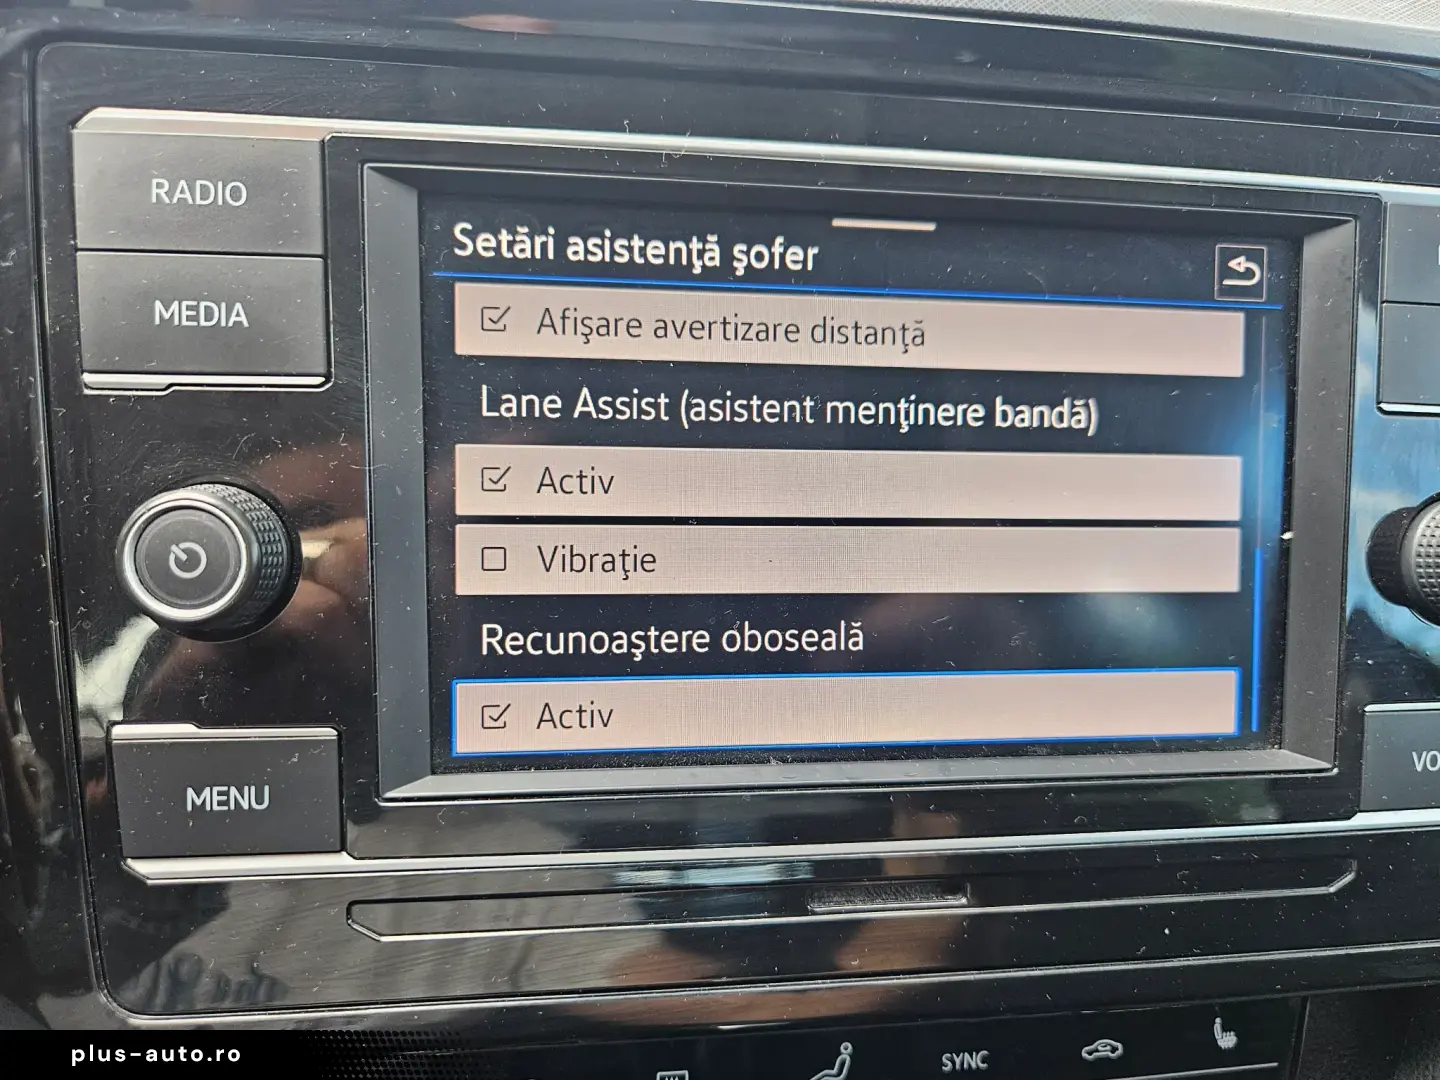 RADIO
MEDIA
MENU
Setări asistenţă şofer
Afişare avertizare distanţă
Lane Assist (asistent menţinere bandă)
Activ
Vibraţie
Recunoaştere oboseală
Activ
VO
SYNC
plus-auto.ro